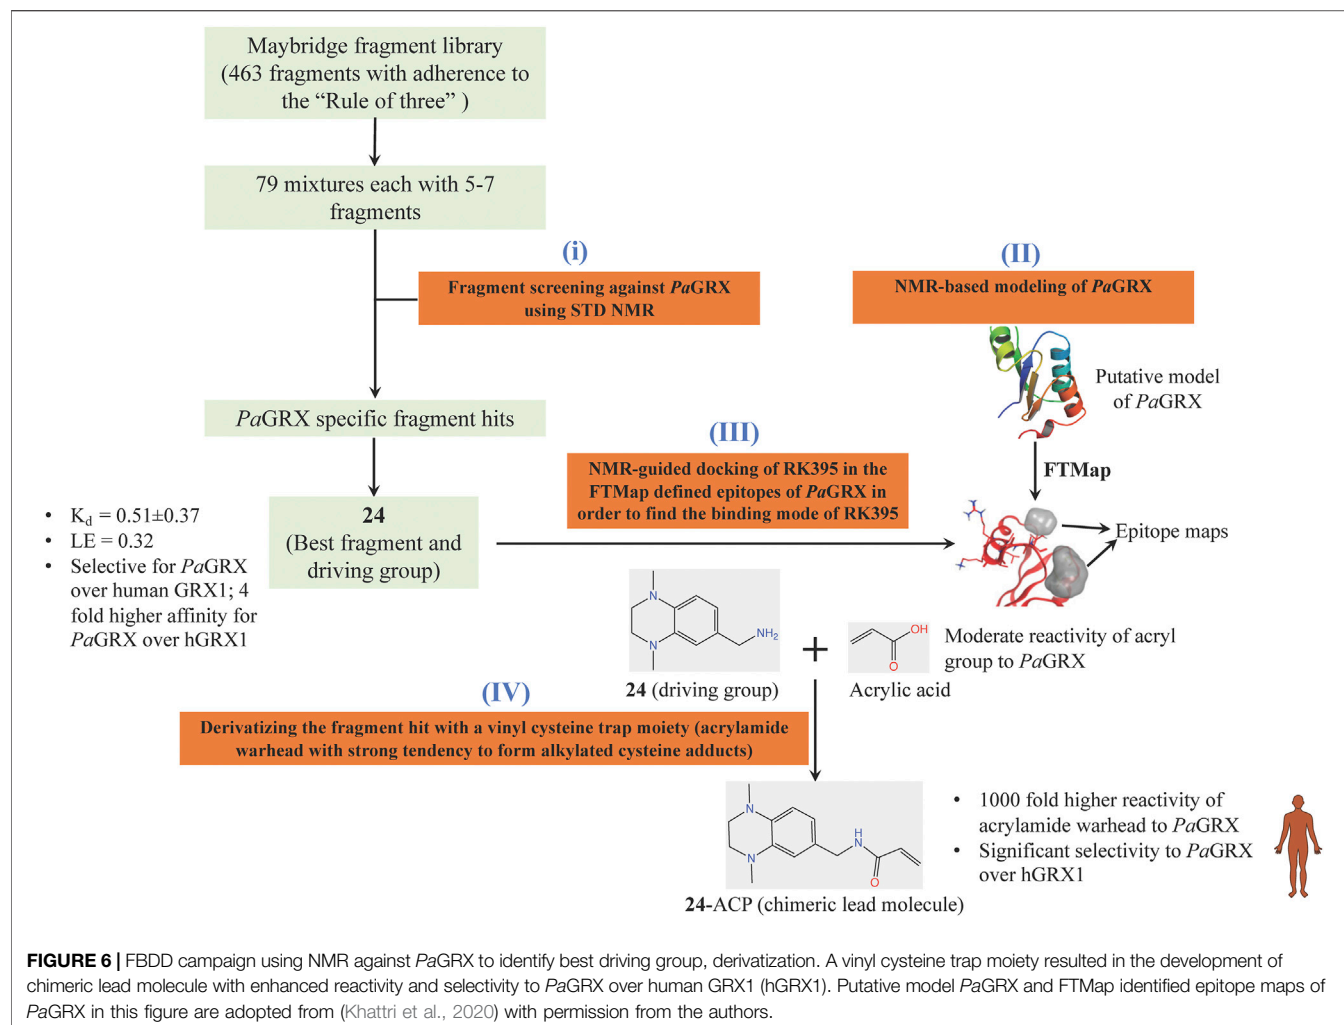 Maybridge fragment library
(463 fragments with adherence to
the “Rule of three” )
79 mixtures each with 5-7
fragments
(i)
Fragment screening against PaGRX
using STD NMR
(II)
NMR-based modeling of PaGRX
Putative model
of PaGRX
FTMap
Epitope maps
PaGRX specific fragment hits
(III)
NMR-guided docking of RK395 in the
FTMap defined epitopes of PaGRX in
order to find the binding mode of RK395
24
(Best fragment and
driving group)
• Kd = 0.51±0.37
• LE = 0.32
• Selective for PaGRX
over human GRX1; 4
fold higher affinity for
PaGRX over hGRX1
N
N
NH2
24 (driving group)
+
OH
O
Acrylic acid
Moderate reactivity of acryl
group to PaGRX
(IV)
Derivatizing the fragment hit with a vinyl cysteine trap moiety (acrylamide
warhead with strong tendency to form alkylated cysteine adducts)
N
N
H
N
O
24-ACP (chimeric lead molecule)
• 1000 fold higher reactivity of
acrylamide warhead to PaGRX
• Significant selectivity to PaGRX
over hGRX1
FIGURE 6 | FBDD campaign using NMR against PaGRX to identify best driving group, derivatization. A vinyl cysteine trap moiety resulted in the development of
chimeric lead molecule with enhanced reactivity and selectivity to PaGRX over human GRX1 (hGRX1). Putative model PaGRX and FTMap identified epitope maps of
PaGRX in this figure are adopted from (Khattri et al., 2020) with permission from the authors.